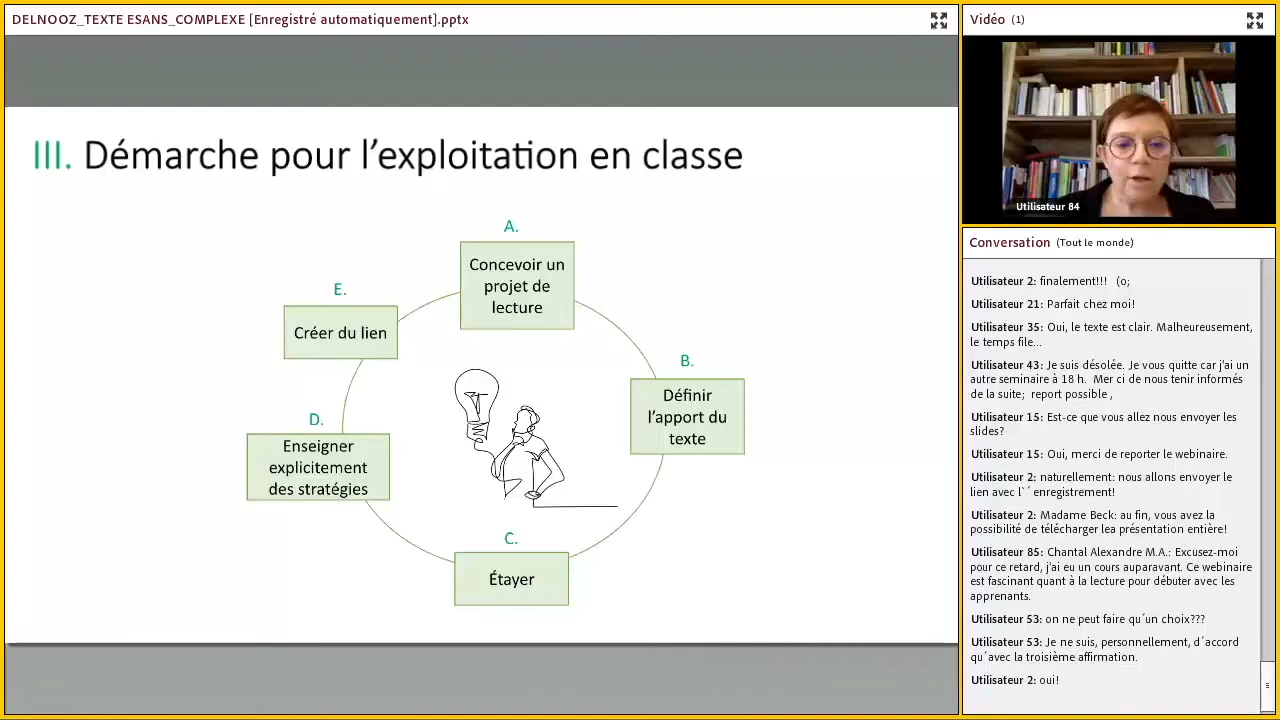 DELNOOZ_TEXTE ESANS_COMPLEXE [Enregistré automatiquement].pptx
III. Démarche pour l'exploitation en classe
A.
Concevoir un
projet de
lecture
B.
Définir
l'apport du
texte
C.
Étayer
D.
Enseigner
explicitement
des stratégies
E.
Créer du lien
Vidéo (1)
Utilisateur 84
Conversation (Tout le monde)
Utilisateur 2: finalement!!! (o;
Utilisateur 21: Parfait chez moi!
Utilisateur 35: Oui, le texte est clair. Malheureusement,
le temps file...
Utilisateur 43: Je suis désolée. Je vous quitte car j'ai un
autre seminaire à 18 h. Mer ci de nous tenir informés
de la suite; report possible ,
Utilisateur 15: Est-ce que vous allez nous envoyer les
slides?
Utilisateur 15: Oui, merci de reporter le webinaire.
Utilisateur 2: naturellement: nous allons envoyer le
lien avec l`´enregistrement!
Utilisateur 2: Madame Beck: au fin, vous avez la
possibilité de télécharger lea présentation entière!
Utilisateur 85: Chantal Alexandre M.A.: Excusez-moi
pour ce retard, j'ai eu un cours auparavant. Ce webinaire
est fascinant quant à la lecture pour débuter avec les
apprenants.
Utilisateur 53: on ne peut faire qu´un choix???
Utilisateur 53: Je ne suis, personnellement, d´accord
qu´avec la troisième affirmation.
Utilisateur 2: oui!